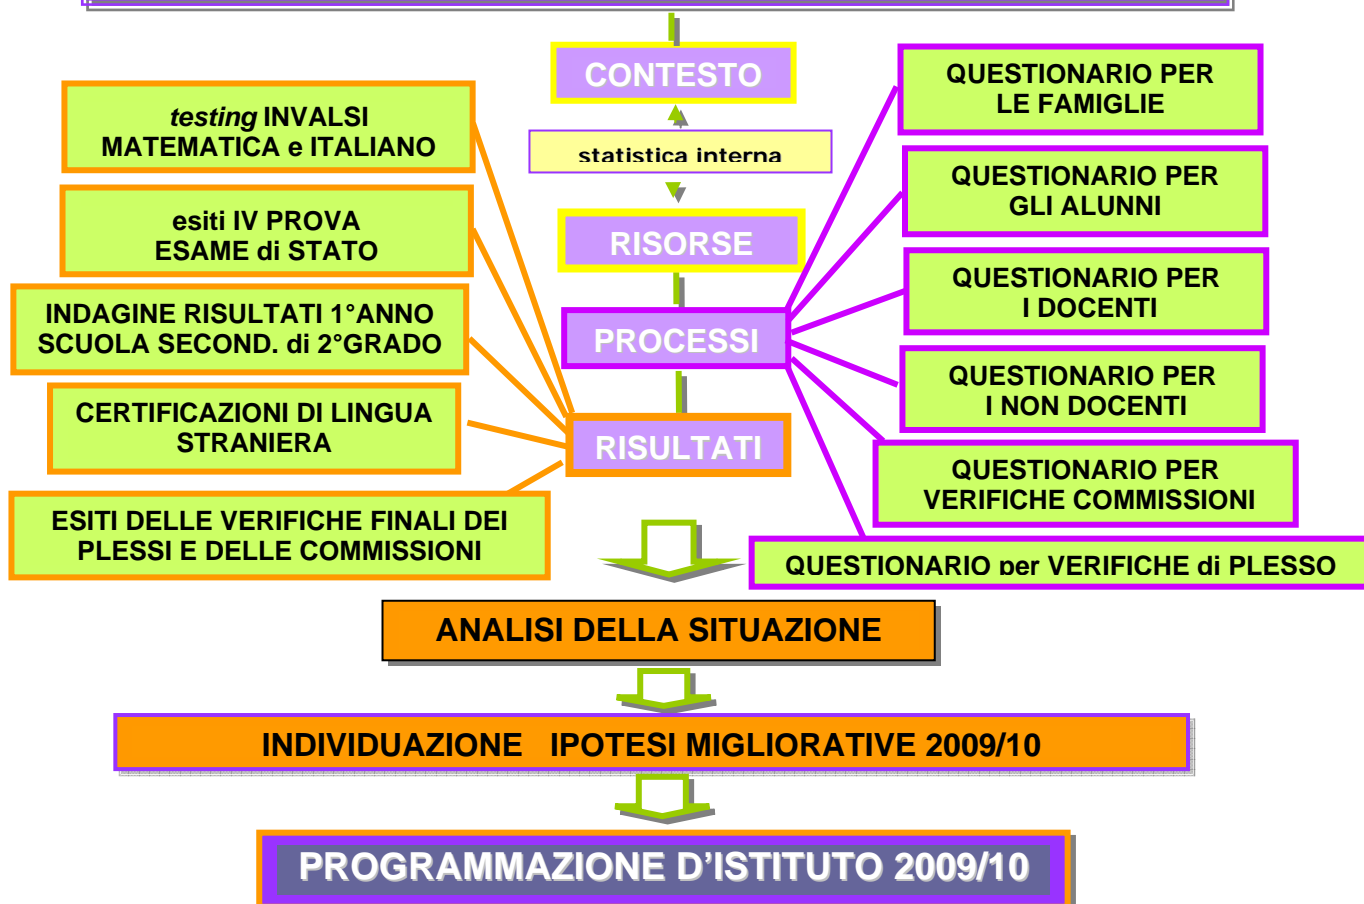 CONTESTO
statistica interna
RISORSE
PROCESSI
RISULTATI
testing INVALSI
MATEMATICA e ITALIANO
esiti IV PROVA
ESAME di STATO
INDAGINE RISULTATI 1°ANNO
SCUOLA SECOND. di 2°GRADO
CERTIFICAZIONI DI LINGUA
STRANIERA
ESITI DELLE VERIFICHE FINALI DEI
PLESSI E DELLE COMMISSIONI
QUESTIONARIO PER
LE FAMIGLIE
QUESTIONARIO PER
GLI ALUNNI
QUESTIONARIO PER
I DOCENTI
QUESTIONARIO PER
I NON DOCENTI
QUESTIONARIO PER
VERIFICHE COMMISSIONI
QUESTIONARIO per VERIFICHE di PLESSO
ANALISI DELLA SITUAZIONE
INDIVIDUAZIONE IPOTESI MIGLIORATIVE 2009/10
PROGRAMMAZIONE D'ISTITUTO 2009/10